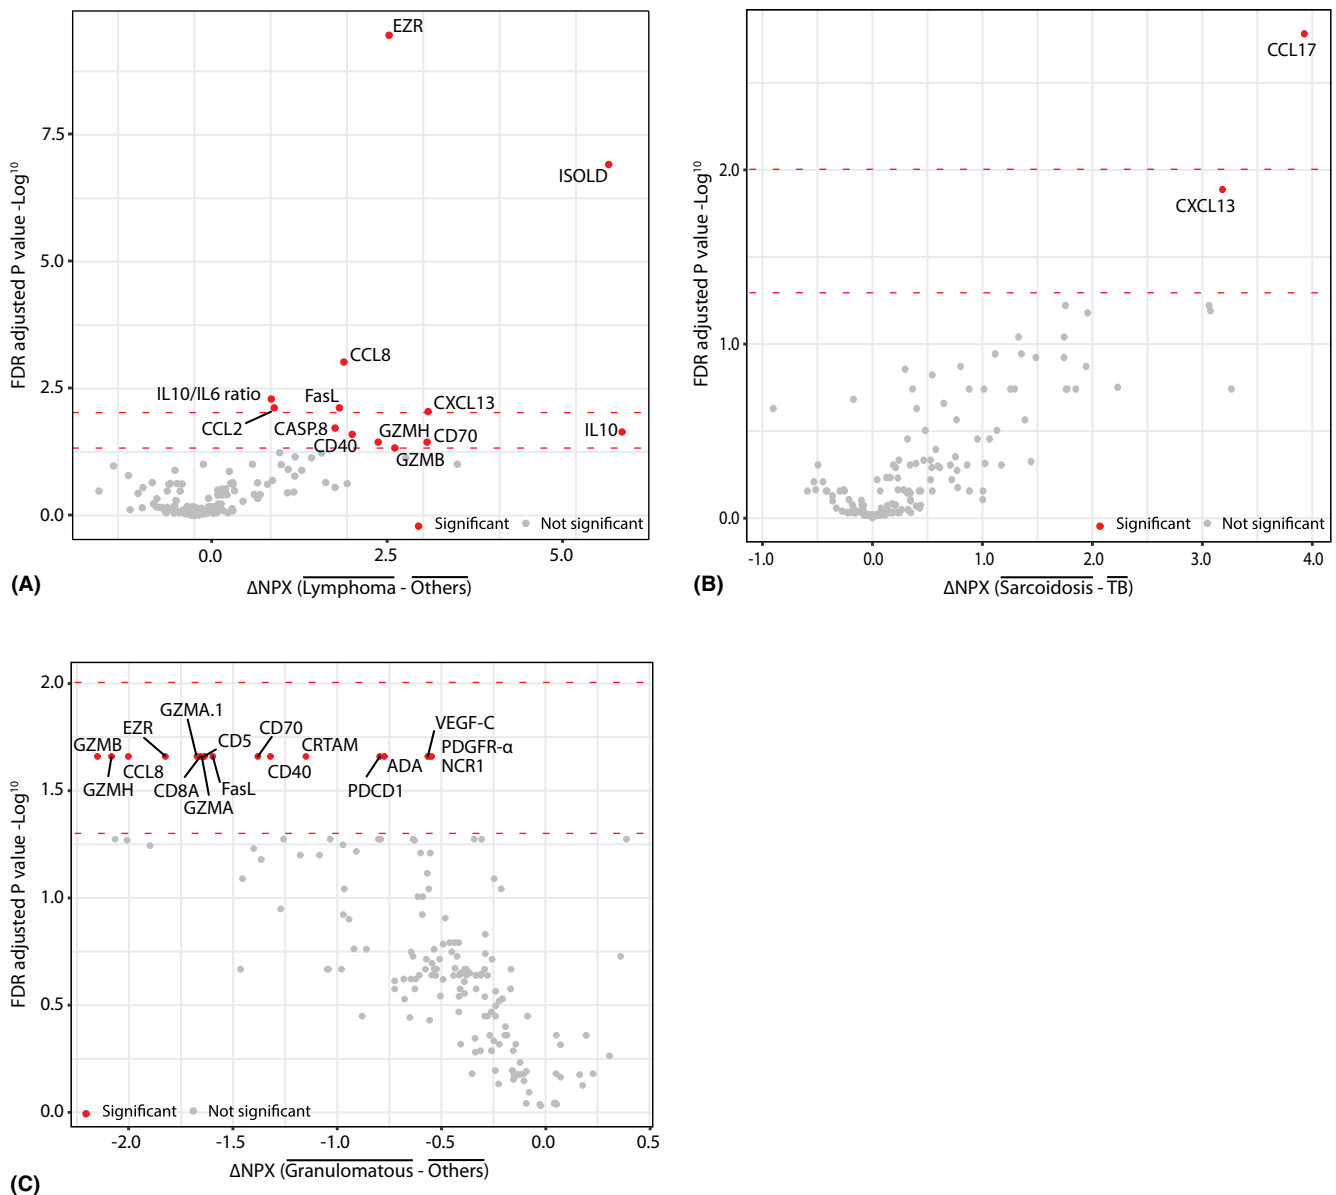 FDR adjusted P value -Log10
7.5
5.0
2.5
0.0
EZR
ISOLD
CCL8
IL10/IL6 ratio
FasL
CXCL13
CCL2
CASP.8
GZMH
CD70
IL10
CD40
GZMB
Significant
Not significant
0.0
2.5
5.0
(A)
ΔNPX (Lymphoma - Others)
FDR adjusted P value -Log10
2.0
1.0
0.0
CCL17
CXCL13
Significant
Not significant
-1.0
0.0
1.0
2.0
3.0
4.0
(B)
ΔNPX (Sarcoidosis - TB)
FDR adjusted P value -Log10
2.0
1.5
1.0
0.5
0.0
GZMA.1
EZR
CD70
VEGF-C
GZMB
CD5
CRTAM
PDGFR-α
CCL8
CD40
ADA
NCR1
GZMH
CD8A
FasL
PDCD1
GZMA
Significant
Not significant
-2.0
-1.5
-1.0
-0.5
0.0
0.5
(C)
ΔNPX (Granulomatous - Others)